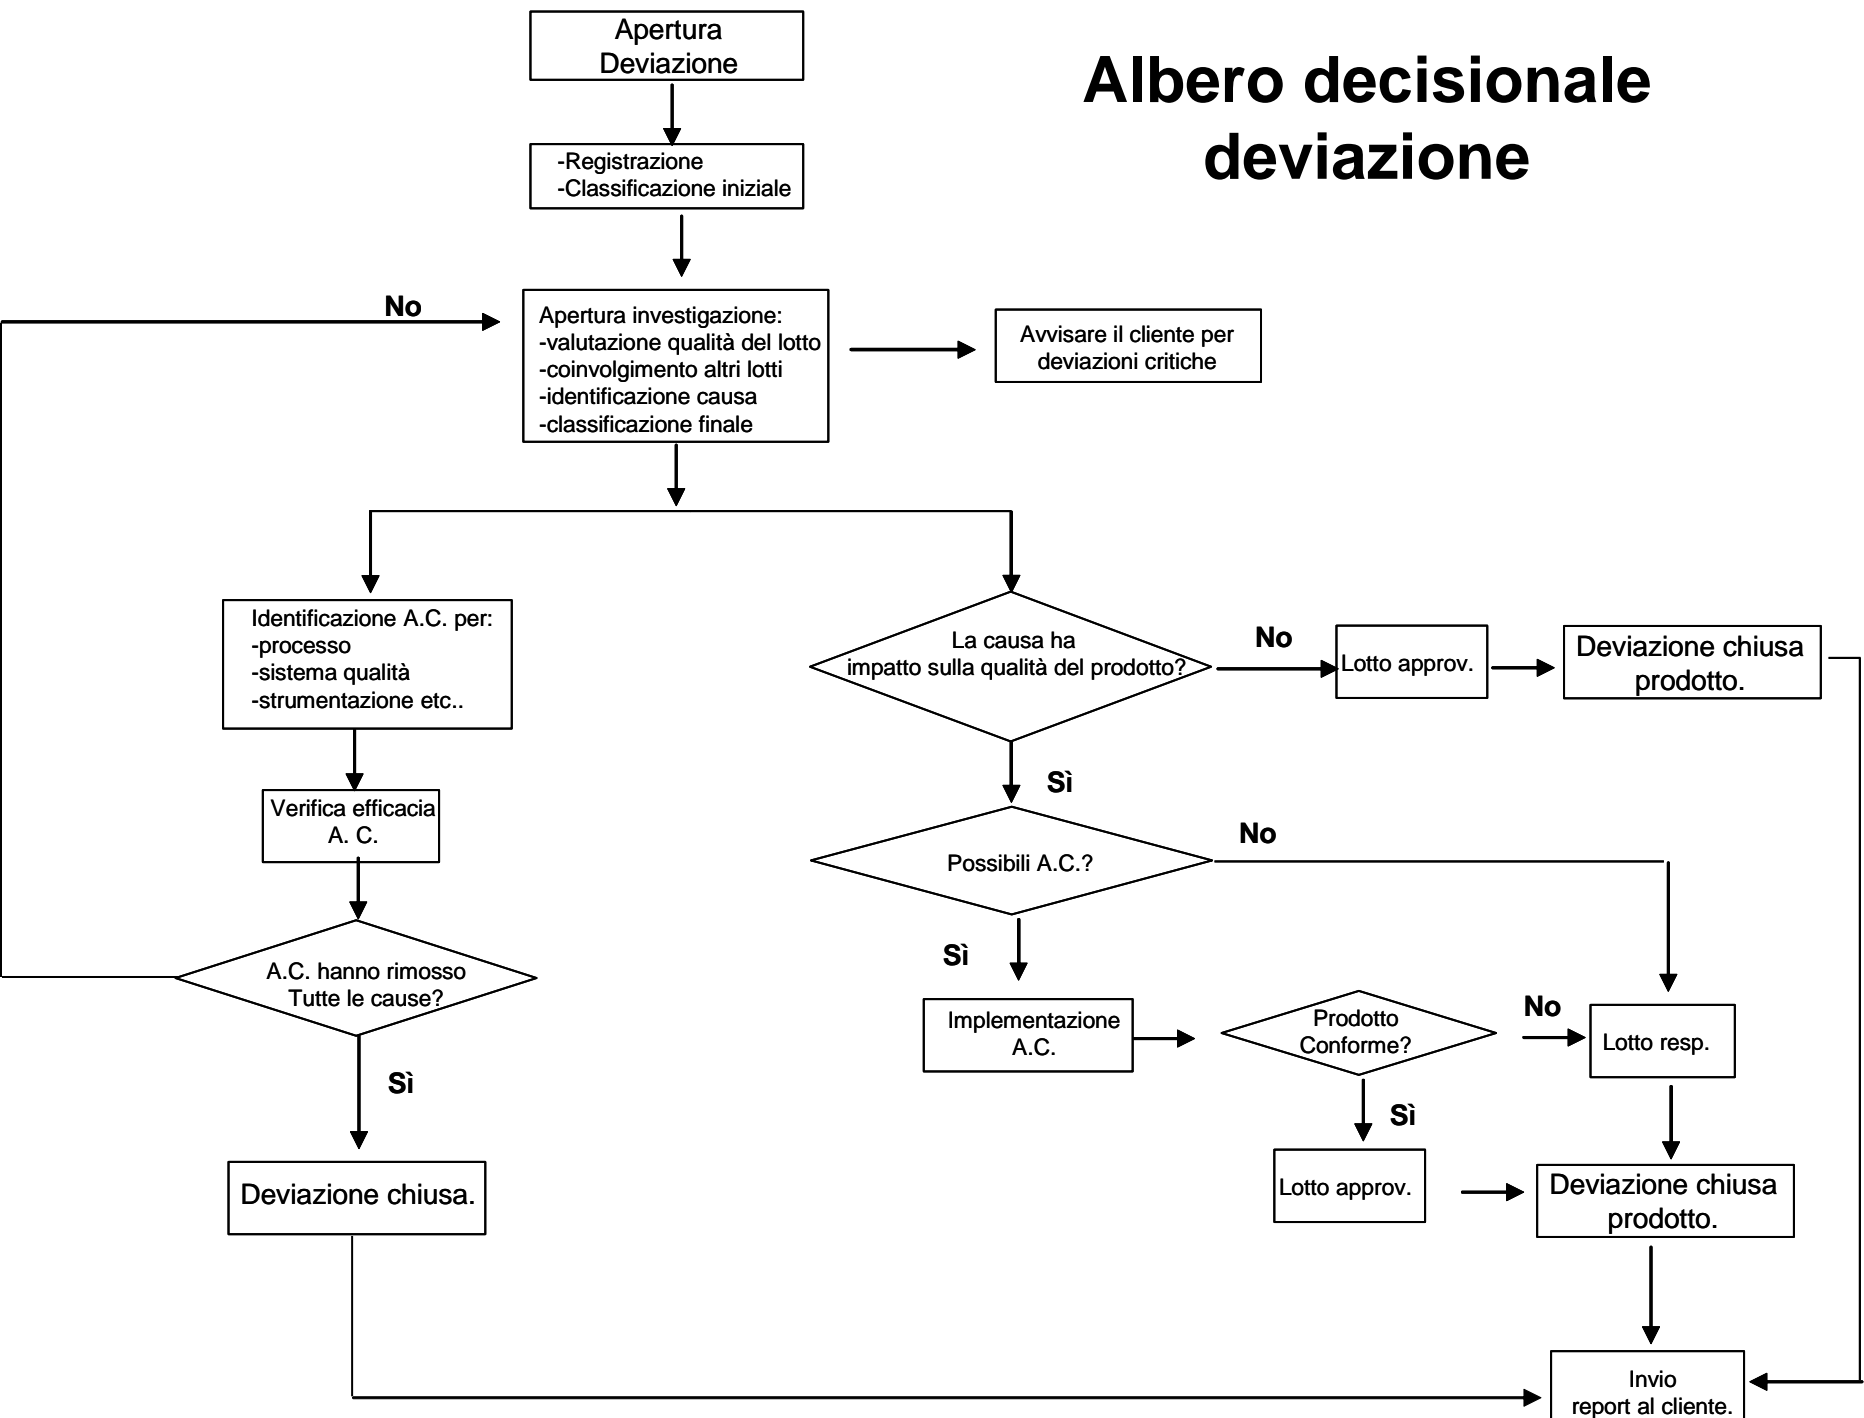 Albero decisionale
deviazione
Apertura
Deviazione
-Registrazione
-Classificazione iniziale
No
Apertura investigazione:
-valutazione qualità del lotto
-coinvolgimento altri lotti
-identificazione causa
-classificazione finale
Avvisare il cliente per
deviazioni critiche
Identificazione A.C. per:
-processo
-sistema qualità
-strumentazione etc..
Verifica efficacia
A. C.
A.C. hanno rimosso
Tutte le cause?
Sì
Deviazione chiusa.
La causa ha
impatto sulla qualità del prodotto?
No
Lotto approv.
Deviazione chiusa
prodotto.
Sì
Possibili A.C.?
No
Sì
Implementazione
A.C.
Prodotto
Conforme?
No
Lotto resp.
Sì
Lotto approv.
Deviazione chiusa
prodotto.
Invio
report al cliente.